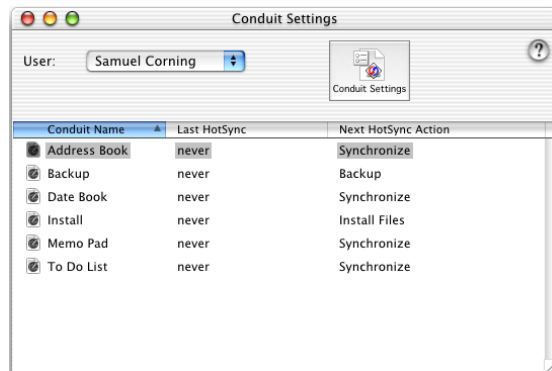 Conduit Settings
User: Samuel Corning
?
Conduit Settings
Conduit Name Last HotSync Next HotSync Action
Address Book never Synchronize
Backup never Backup
Date Book never Synchronize
Install never Install Files
Memo Pad never Synchronize
To Do List never Synchronize